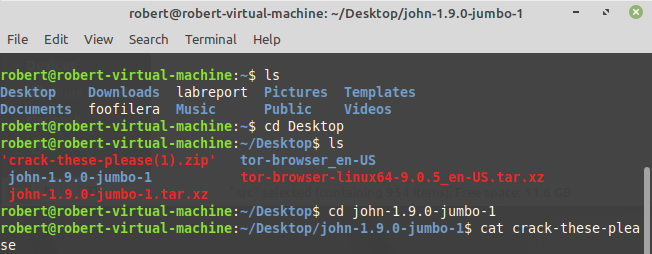 robert@robert-virtual-machine: ~/Desktop/john-1.9.0-jumbo-1
File Edit View Search Terminal Help
robert@robert-virtual-machine:~$ ls
Desktop Downloads labreport Pictures Templates
Documents foofilera Music Public Videos
robert@robert-virtual-machine:~$ cd Desktop
robert@robert-virtual-machine:~/Desktop$ ls
'crack-these-please(1).zip' tor-browser_en-US
john-1.9.0-jumbo-1 tor-browser-linux64-9.0.5_en-US.tar.xz
john-1.9.0-jumbo-1.tar.xz
robert@robert-virtual-machine:~/Desktop$ cd john-1.9.0-jumbo-1
robert@robert-virtual-machine:~/Desktop/john-1.9.0-jumbo-1$ cat crack-these-plea
se